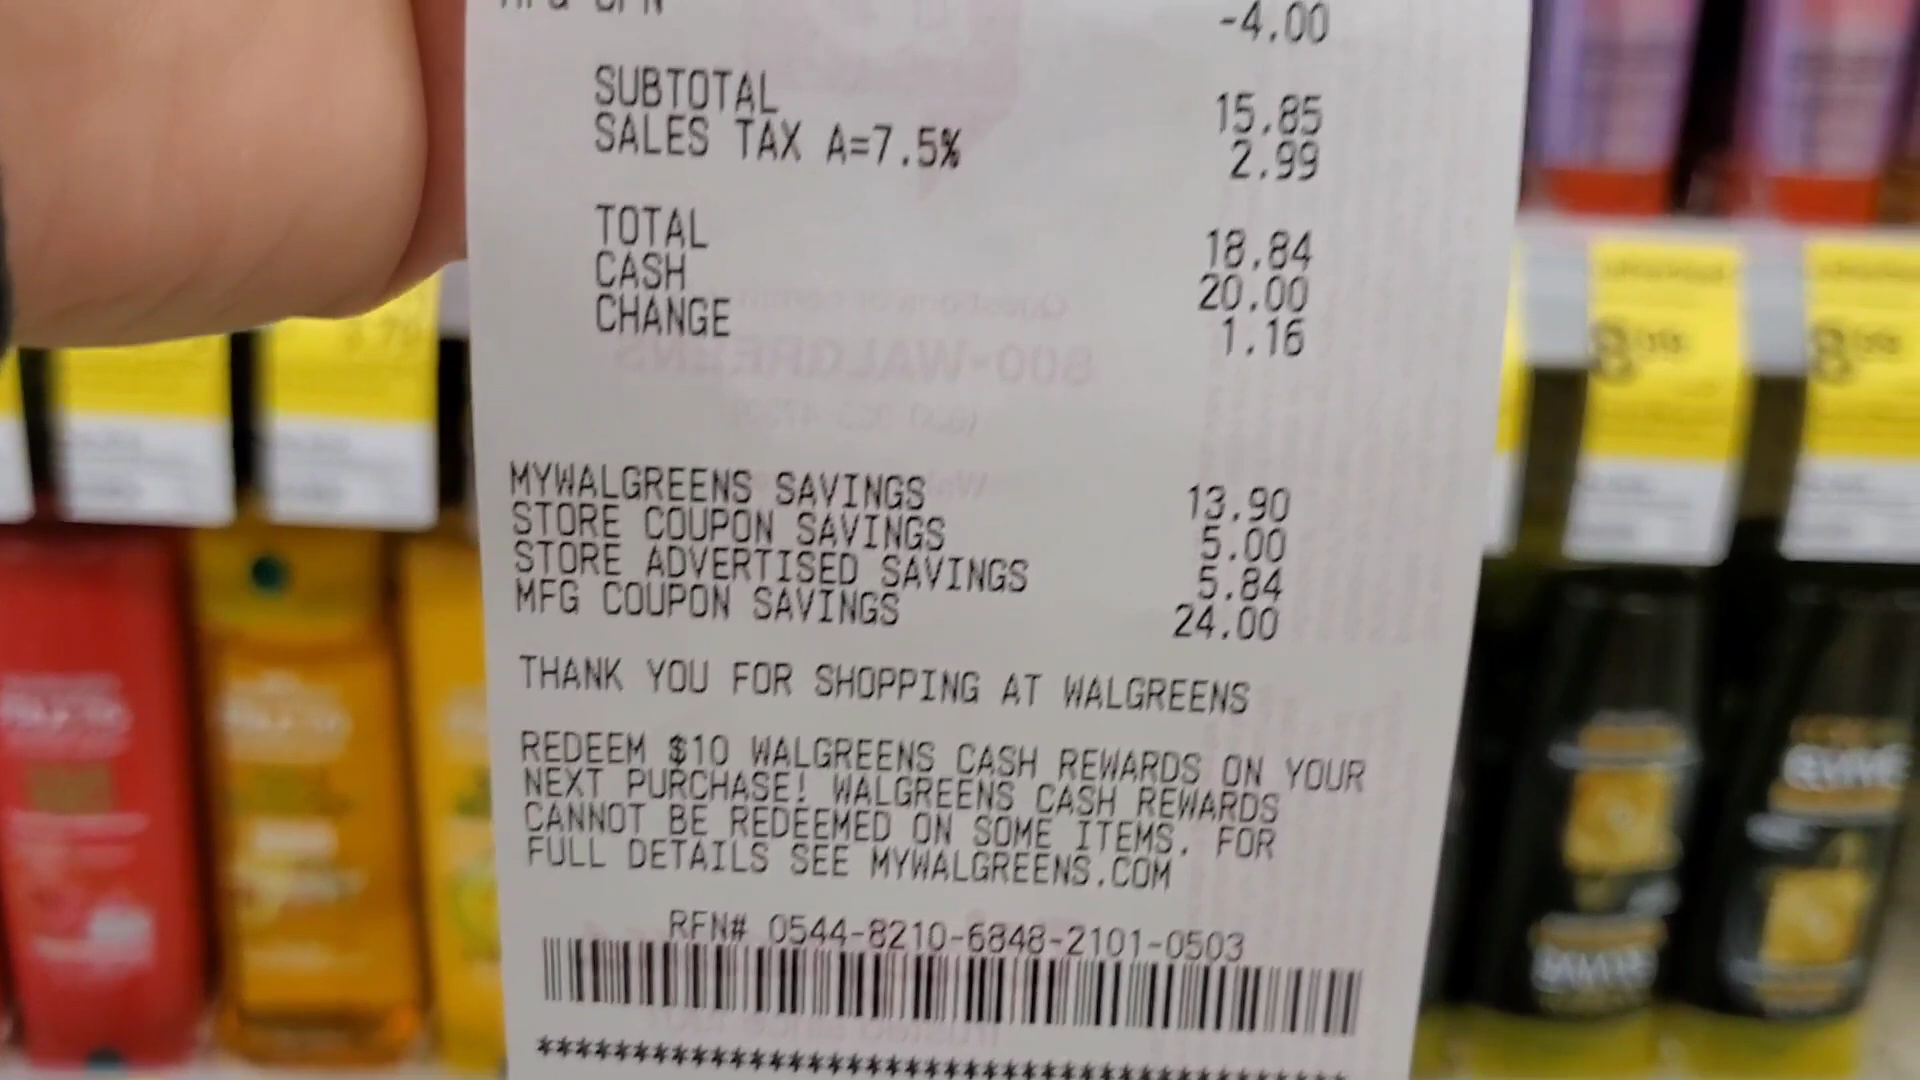 -4.00
SUBTOTAL 15.85
SALES TAX A=7.5% 2.99
TOTAL 18.84
CASH 20.00
CHANGE 1.16
MYWALGREENS SAVINGS 13.90
STORE COUPON SAVINGS 5.00
STORE ADVERTISED SAVINGS 5.84
MFG COUPON SAVINGS 24.00
THANK YOU FOR SHOPPING AT WALGREENS
REDEEM $10 WALGREENS CASH REWARDS ON YOUR
NEXT PURCHASE! WALGREENS CASH REWARDS
CANNOT BE REDEEMED ON SOME ITEMS. FOR
FULL DETAILS SEE MYWALGREENS.COM
RFN# 0544-8210-6848-2101-0503
****************************************